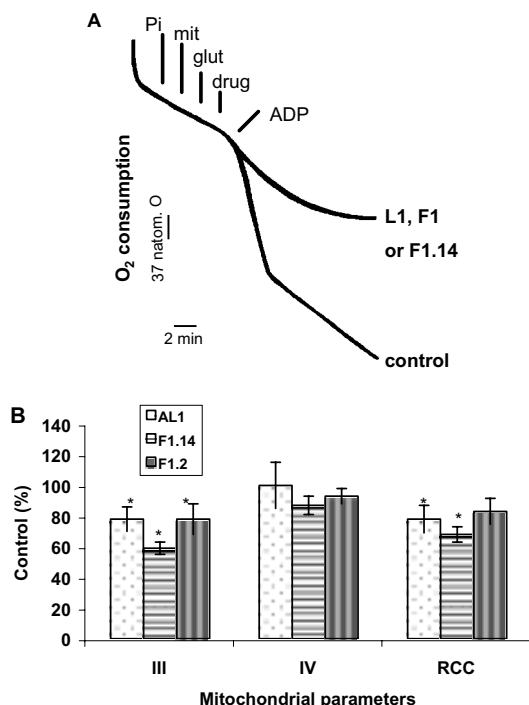 A
Pi
mit
glut
drug
ADP
O2 consumption
37 natom. O
L1, F1
or F1.14
2 min
control
B
140
120
100
80
60
40
20
0
Control (%)
AL1
F1.14
F1.2
* * *
* *
III IV RCC
Mitochondrial parameters